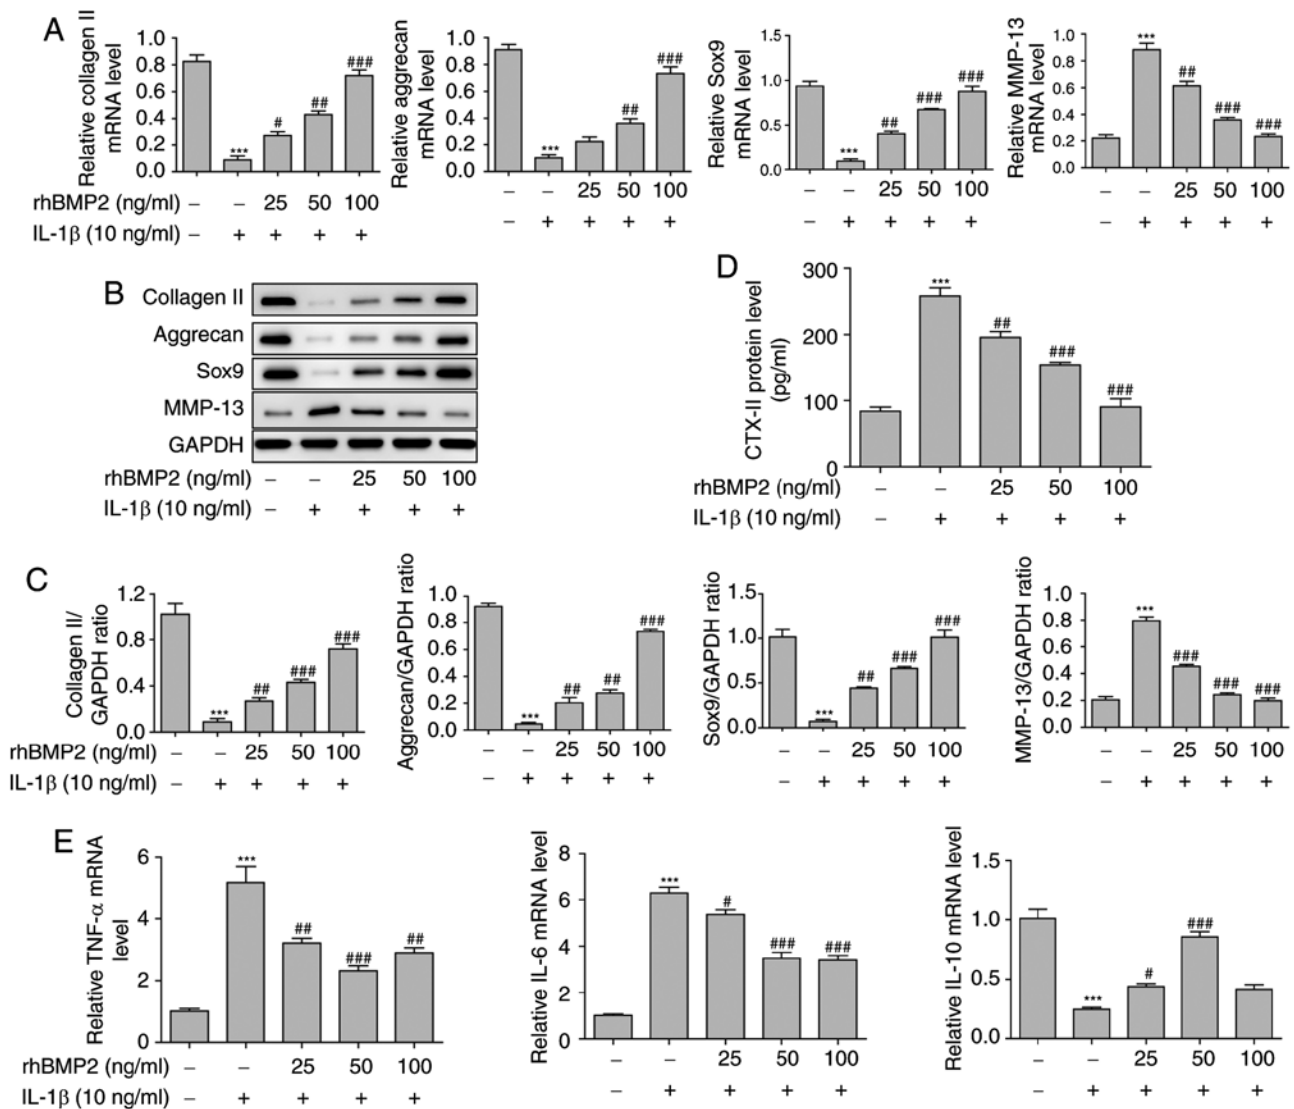 A
Relative collagen II
mRNA level
1.0
0.8
0.6
0.4
0.2
0.0
***
#
##
###
Relative aggrecan
mRNA level
1.0
0.8
0.6
0.4
0.2
0.0
***
##
###
Relative Sox9
mRNA level
1.5
1.0
0.5
0.0
***
##
###
###
Relative MMP-13
mRNA level
1.0
0.8
0.6
0.4
0.2
0.0
***
##
###
###
rhBMP2 (ng/ml) – – 25 50 100 – – 25 50 100 – – 25 50 100 – – 25 50 100
IL-1β (10 ng/ml) – + + + + – + + + + – + + + + – + + + +
B
Collagen II
Aggrecan
Sox9
MMP-13
GAPDH
rhBMP2 (ng/ml) – – 25 50 100
IL-1β (10 ng/ml) – + + + +
D
CTX-II protein level
(pg/ml)
300
200
100
0
***
##
###
###
rhBMP2 (ng/ml) – – 25 50 100
IL-1β (10 ng/ml) – + + + +
C
Collagen II/
GAPDH ratio
1.2
0.8
0.4
0.0
***
##
###
###
Aggrecan/GAPDH ratio
1.0
0.8
0.6
0.4
0.2
0.0
***
##
##
###
Sox9/GAPDH ratio
1.5
1.0
0.5
0.0
***
##
###
###
MMP-13/GAPDH ratio
1.0
0.8
0.6
0.4
0.2
0.0
***
###
###
###
rhBMP2 (ng/ml) – – 25 50 100 – – 25 50 100 – – 25 50 100 – – 25 50 100
IL-1β (10 ng/ml) – + + + + – + + + + – + + + + – + + + +
E
Relative TNF-α mRNA
level
6
4
2
0
***
##
###
##
Relative IL-6 mRNA level
8
6
4
2
0
***
#
###
###
Relative IL-10 mRNA level
1.5
1.0
0.5
0.0
***
#
###
rhBMP2 (ng/ml) – – 25 50 100 – – 25 50 100 – – 25 50 100
IL-1β (10 ng/ml) – + + + + – + + + + – + + + +